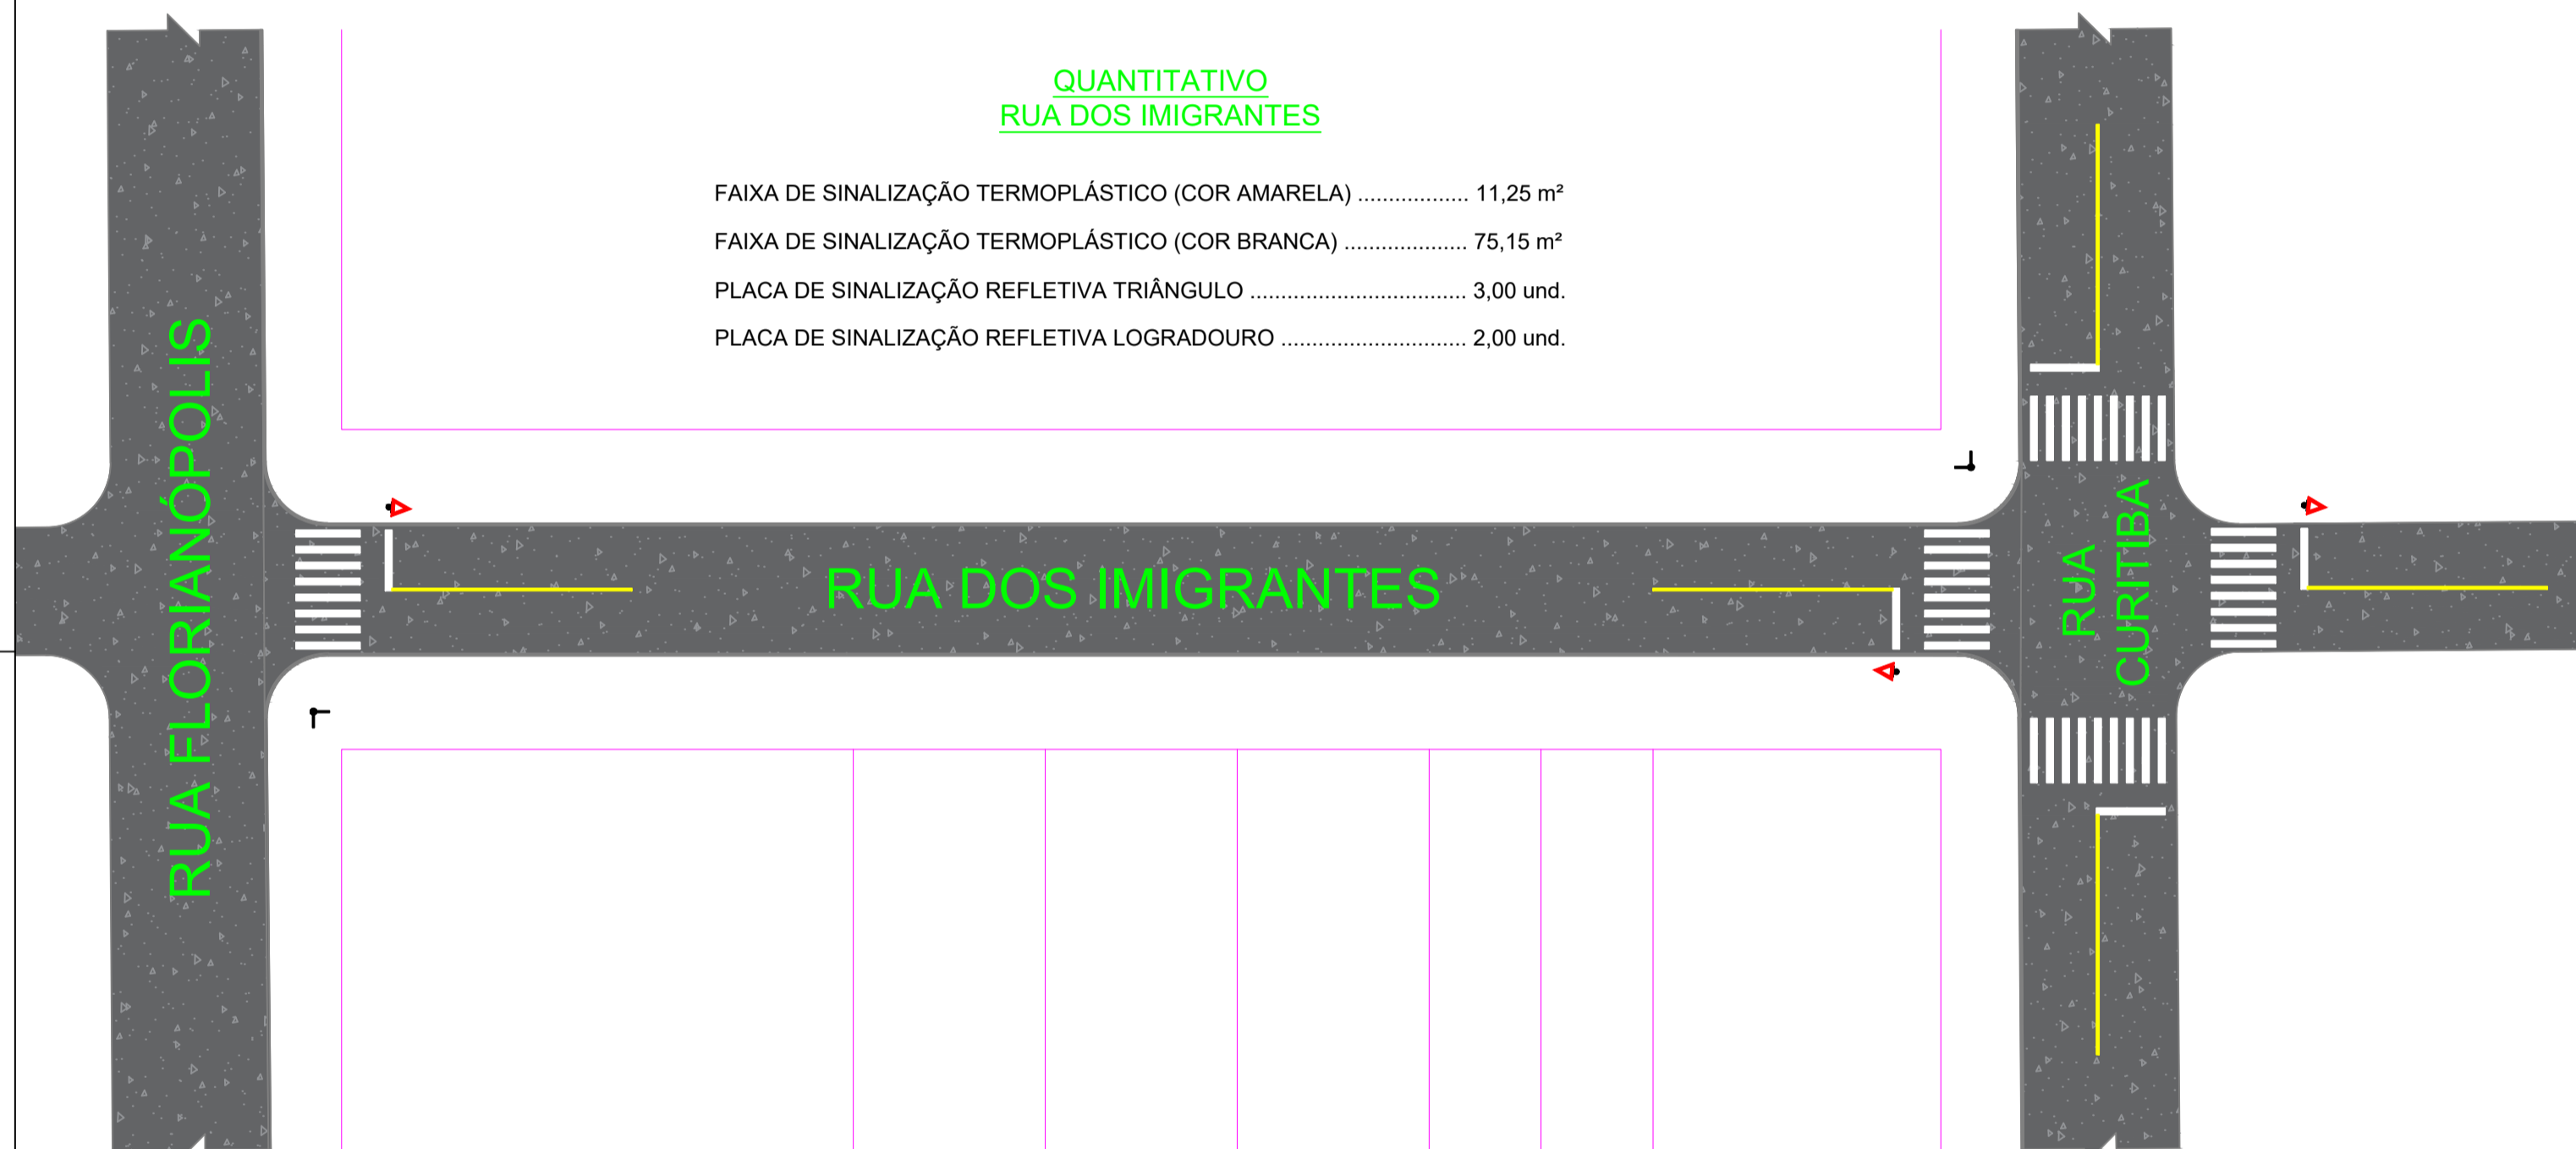 QUANTITATIVO
RUA DOS IMIGRANTES
FAIXA DE SINALIZAÇÃO TERMOPLÁSTICO (COR AMARELA) .................. 11,25 m²
FAIXA DE SINALIZAÇÃO TERMOPLÁSTICO (COR BRANCA) .................... 75,15 m²
PLACA DE SINALIZAÇÃO REFLETIVA TRIÂNGULO ................................... 3,00 und.
PLACA DE SINALIZAÇÃO REFLETIVA LOGRADOURO .............................. 2,00 und.
RUA FLORIANÓPOLIS
RUA DOS IMIGRANTES
RUA
CURITIBA